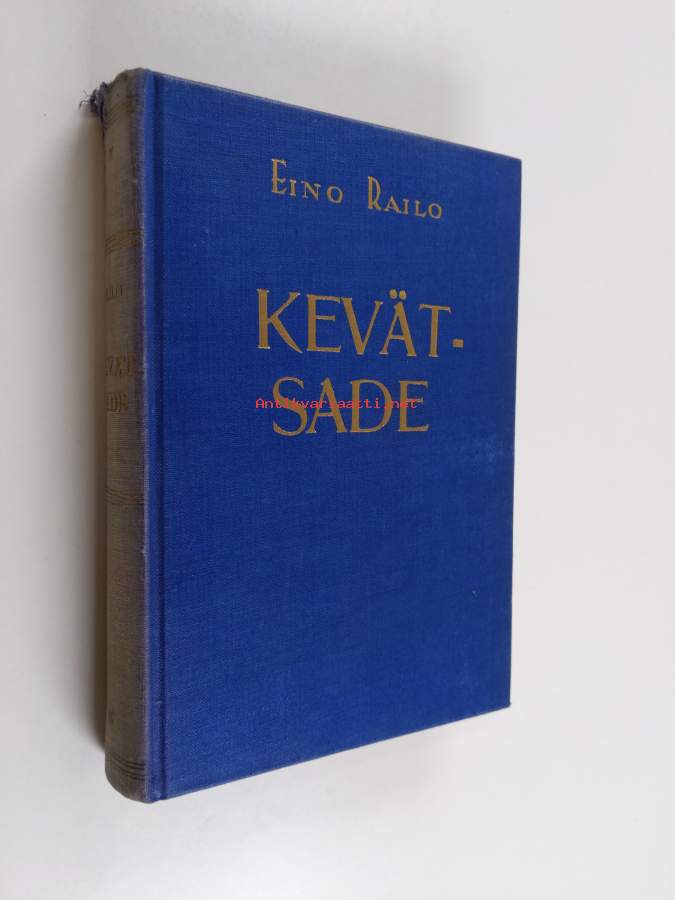 EINO RAILO
KEVÄT-
SADE
Antikvariaatti.net